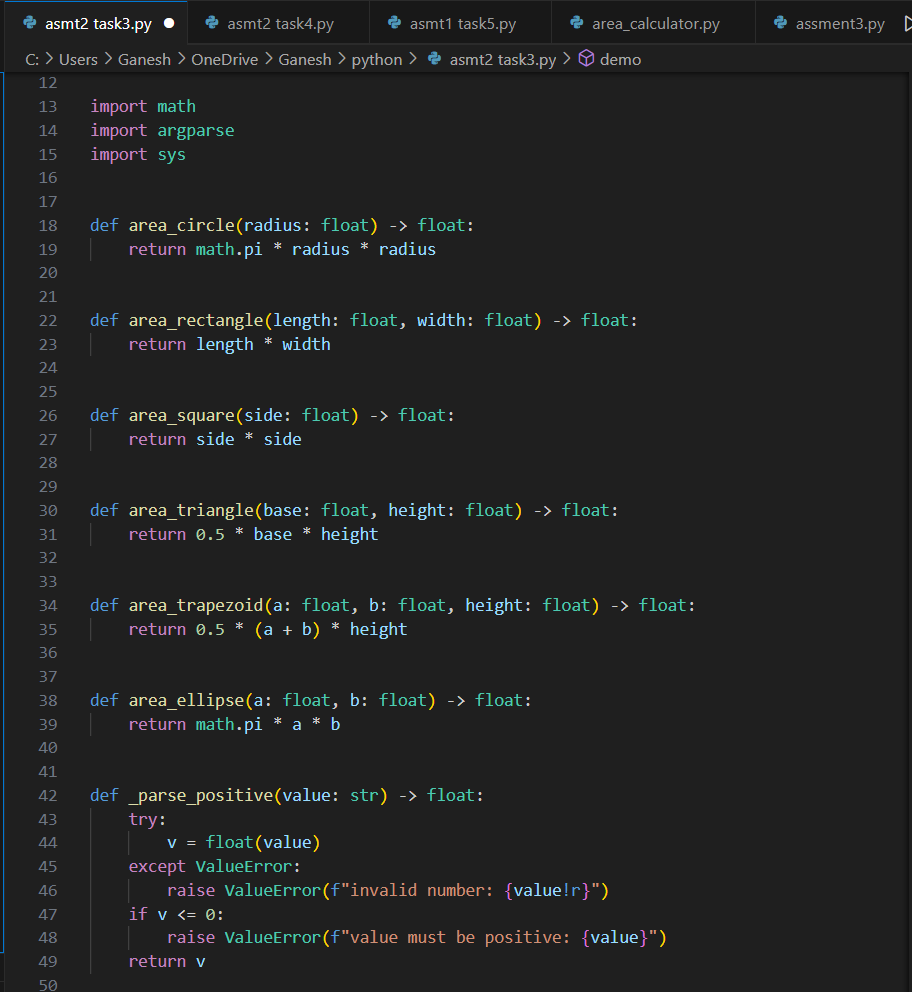 asmt2 task3.py ● asmt2 task4.py asmt1 task5.py area_calculator.py assment3.py
C: > Users > Ganesh > OneDrive > Ganesh > python > asmt2 task3.py > demo
12
13 import math
14 import argparse
15 import sys
16
17
18 def area_circle(radius: float) -> float:
19     return math.pi * radius * radius
20
21
22 def area_rectangle(length: float, width: float) -> float:
23     return length * width
24
25
26 def area_square(side: float) -> float:
27     return side * side
28
29
30 def area_triangle(base: float, height: float) -> float:
31     return 0.5 * base * height
32
33
34 def area_trapezoid(a: float, b: float, height: float) -> float:
35     return 0.5 * (a + b) * height
36
37
38 def area_ellipse(a: float, b: float) -> float:
39     return math.pi * a * b
40
41
42 def _parse_positive(value: str) -> float:
43     try:
44         v = float(value)
45     except ValueError:
46         raise ValueError(f"invalid number: {value!r}")
47     if v <= 0:
48         raise ValueError(f"value must be positive: {value}")
49     return v
50